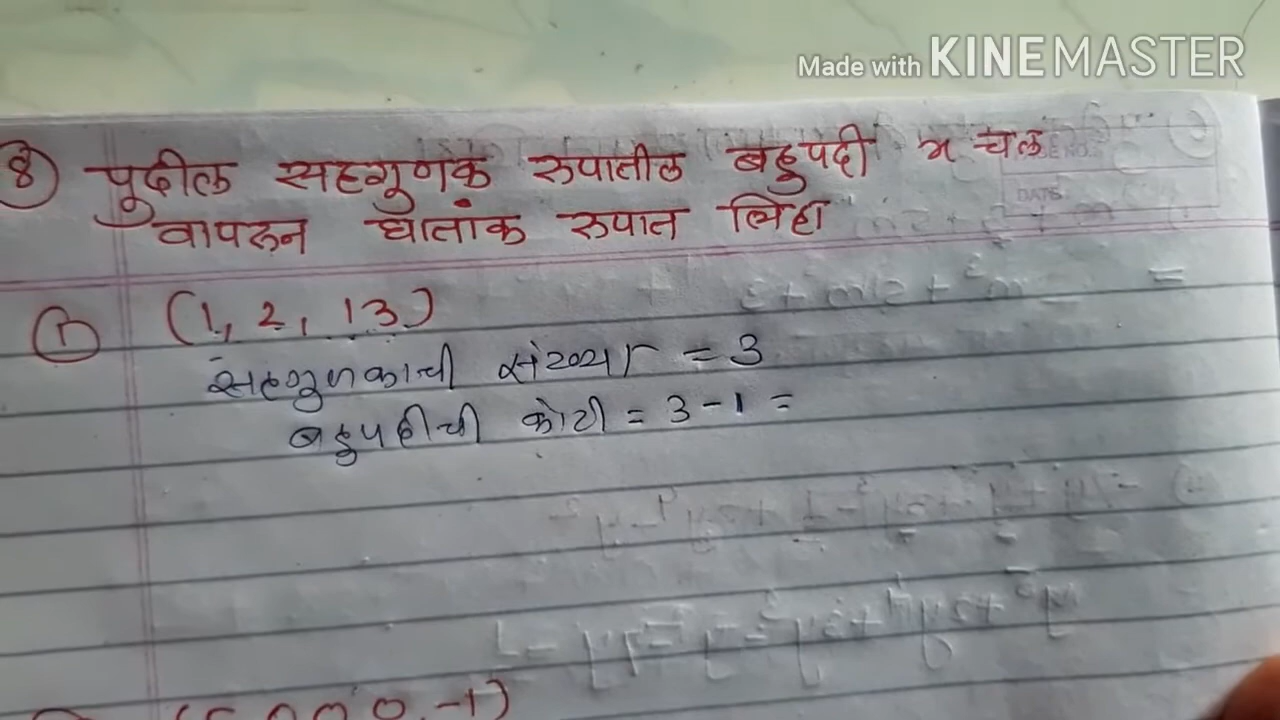 Made with KINEMASTER
8) पुढील सहगुणक रुपातील बहुपदी x चल
वापरुन घातांक रुपात लिहा
(1, 2, 13)
सहगुणकाची संख्या = 3
बहुपदीची कोटी = 3 - 1 =
0, -1)